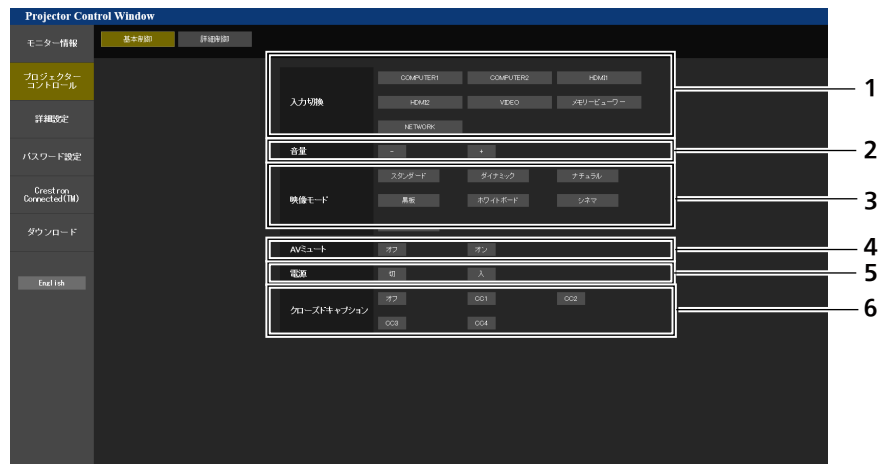 Projector Control Window
モニター情報
基本制御
詳細制御
プロジェクター
コントロール
詳細設定
パスワード設定
Crestron
Connected(TM)
ダウンロード
English
入力切換
COMPUTER1
COMPUTER2
HDMI1
HDMI2
VIDEO
メモリービューワー
NETWORK
1
音量
-
+
2
映像モード
スタンダード
ダイナミック
ナチュラル
黒板
ホワイトボード
シネマ
3
AVミュート
オフ
オン
4
電源
切
入
5
クローズドキャプション
オフ
CC1
CC2
CC3
CC4
6